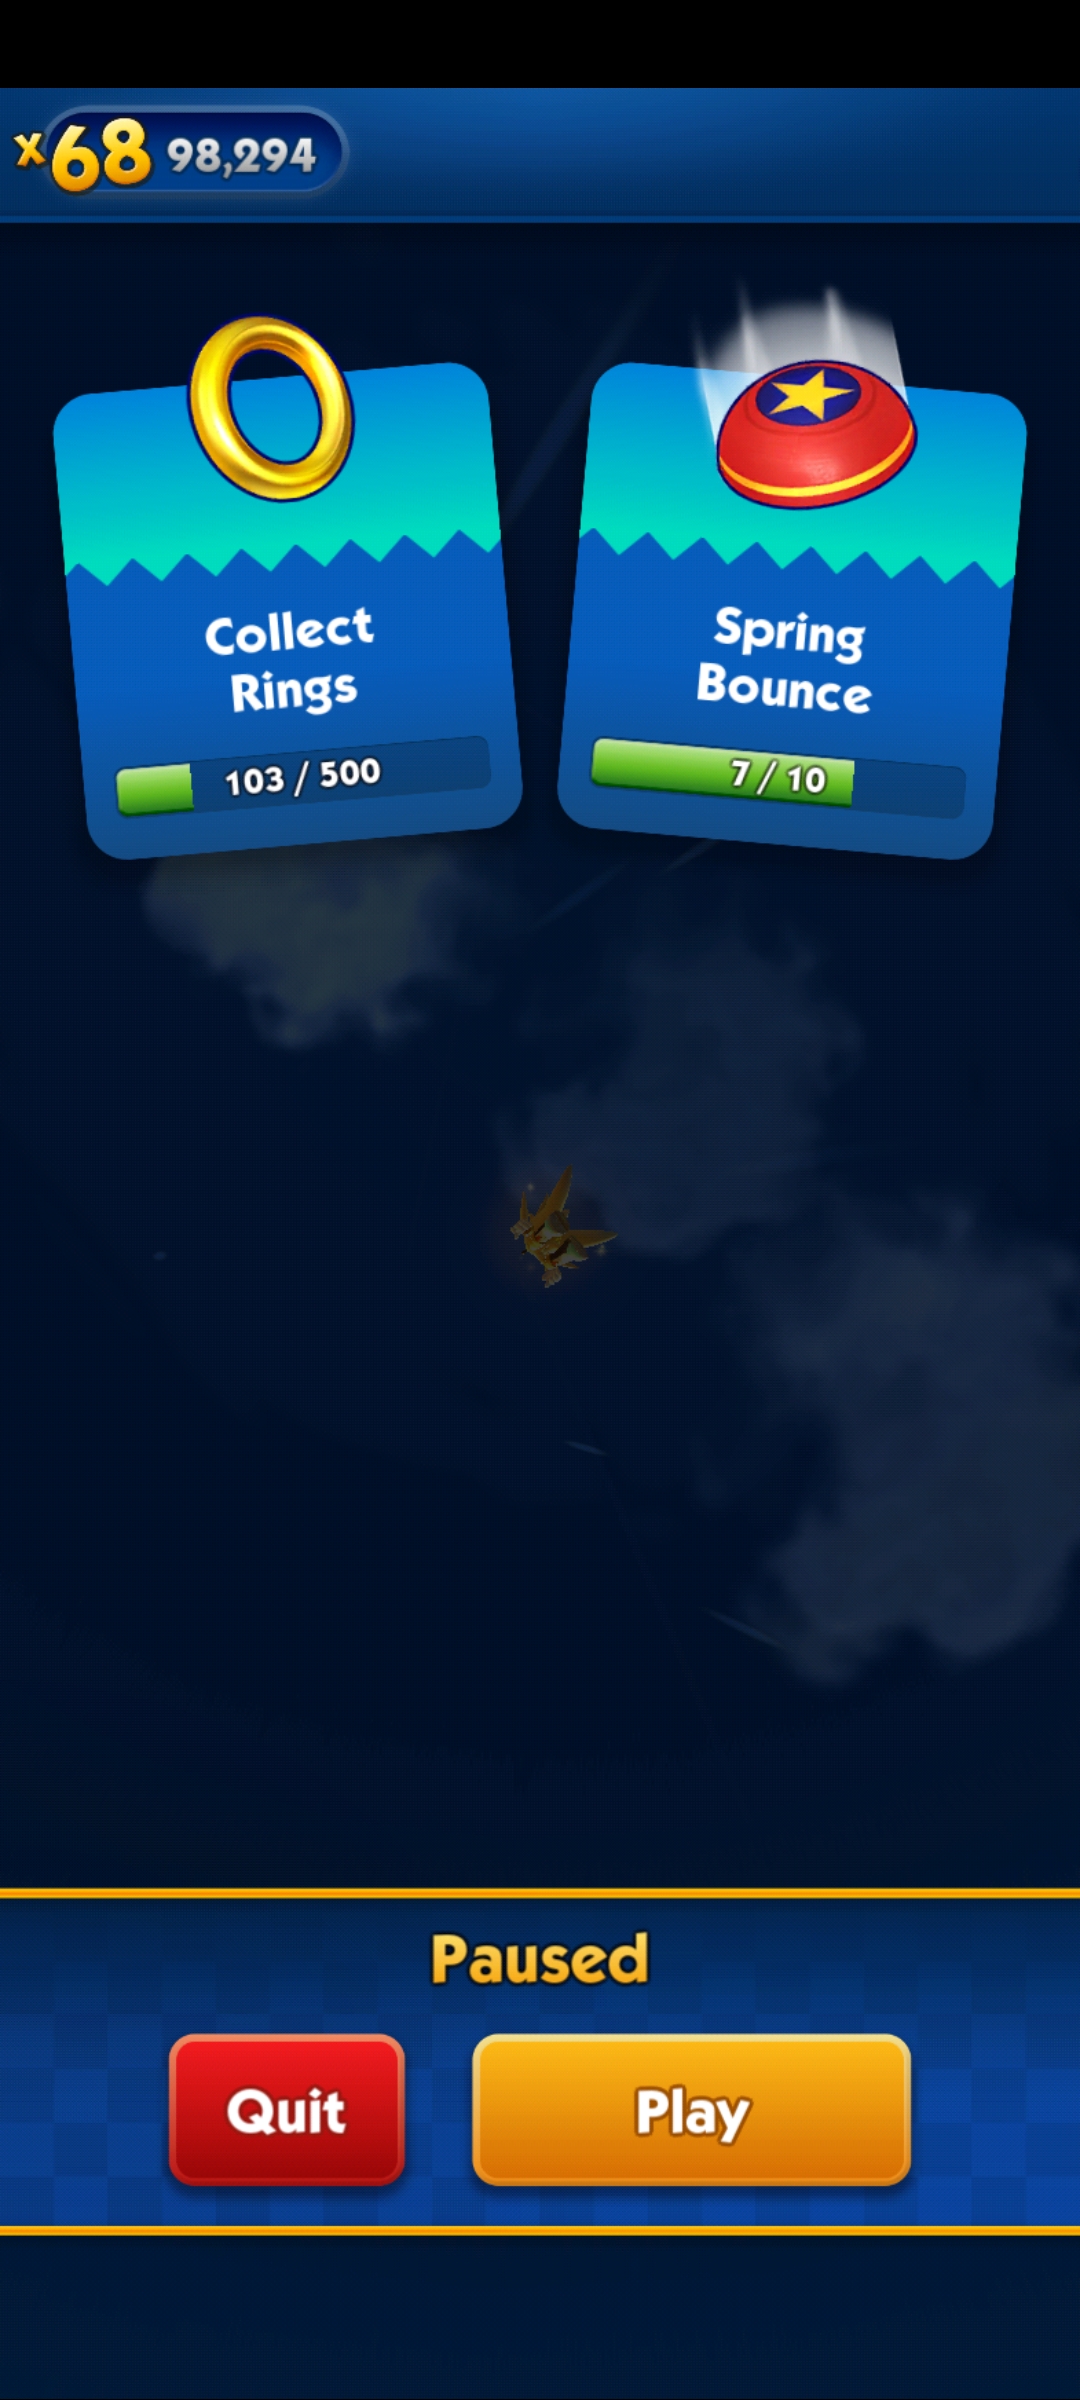 x68 98,294
Collect
Rings
103 / 500
Spring
Bounce
7 / 10
Paused
Quit
Play